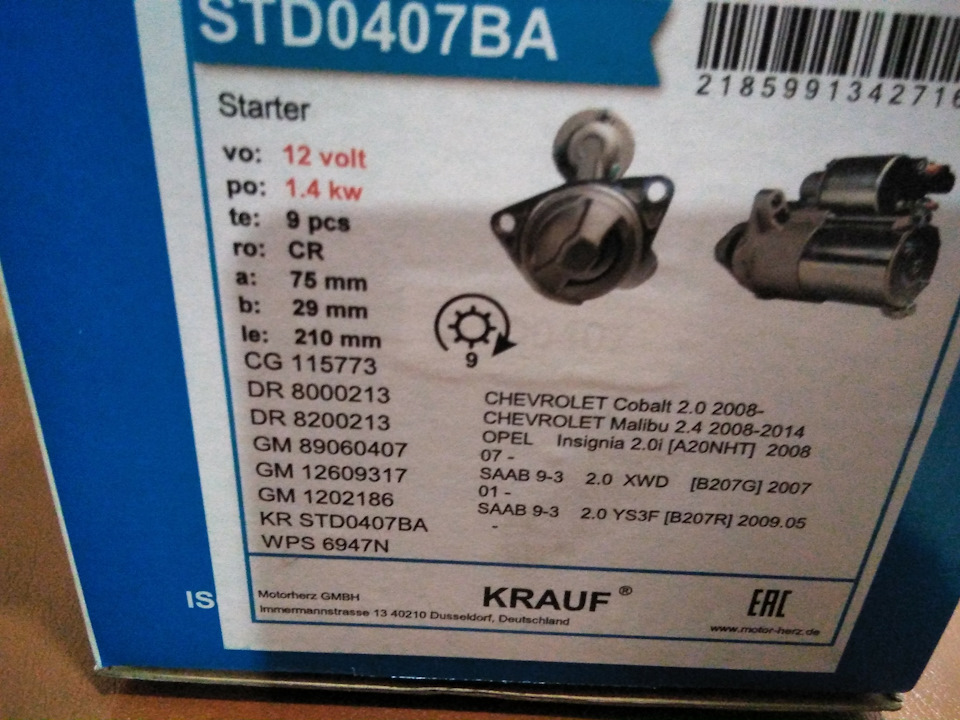 STD0407BA
2185991342716
Starter
vo: 12 volt
po: 1.4 kw
te: 9 pcs
ro: CR
a: 75 mm
b: 29 mm
le: 210 mm
9
CG 115773
DR 8000213
DR 8200213
GM 89060407
GM 12609317
GM 1202186
KR STD0407BA
WPS 6947N
CHEVROLET Cobalt 2.0 2008-
CHEVROLET Malibu 2.4 2008-2014
OPEL Insignia 2.0i [A20NHT] 2008
07 -
SAAB 9-3 2.0 XWD [B207G] 2007
01 -
SAAB 9-3 2.0 YS3F [B207R] 2009.05
-
IS
Motorherz GMBH
Immermannstrasse 13 40210 Dusseldorf, Deutschland
KRAUF ®
EAC
www.motor-herz.de